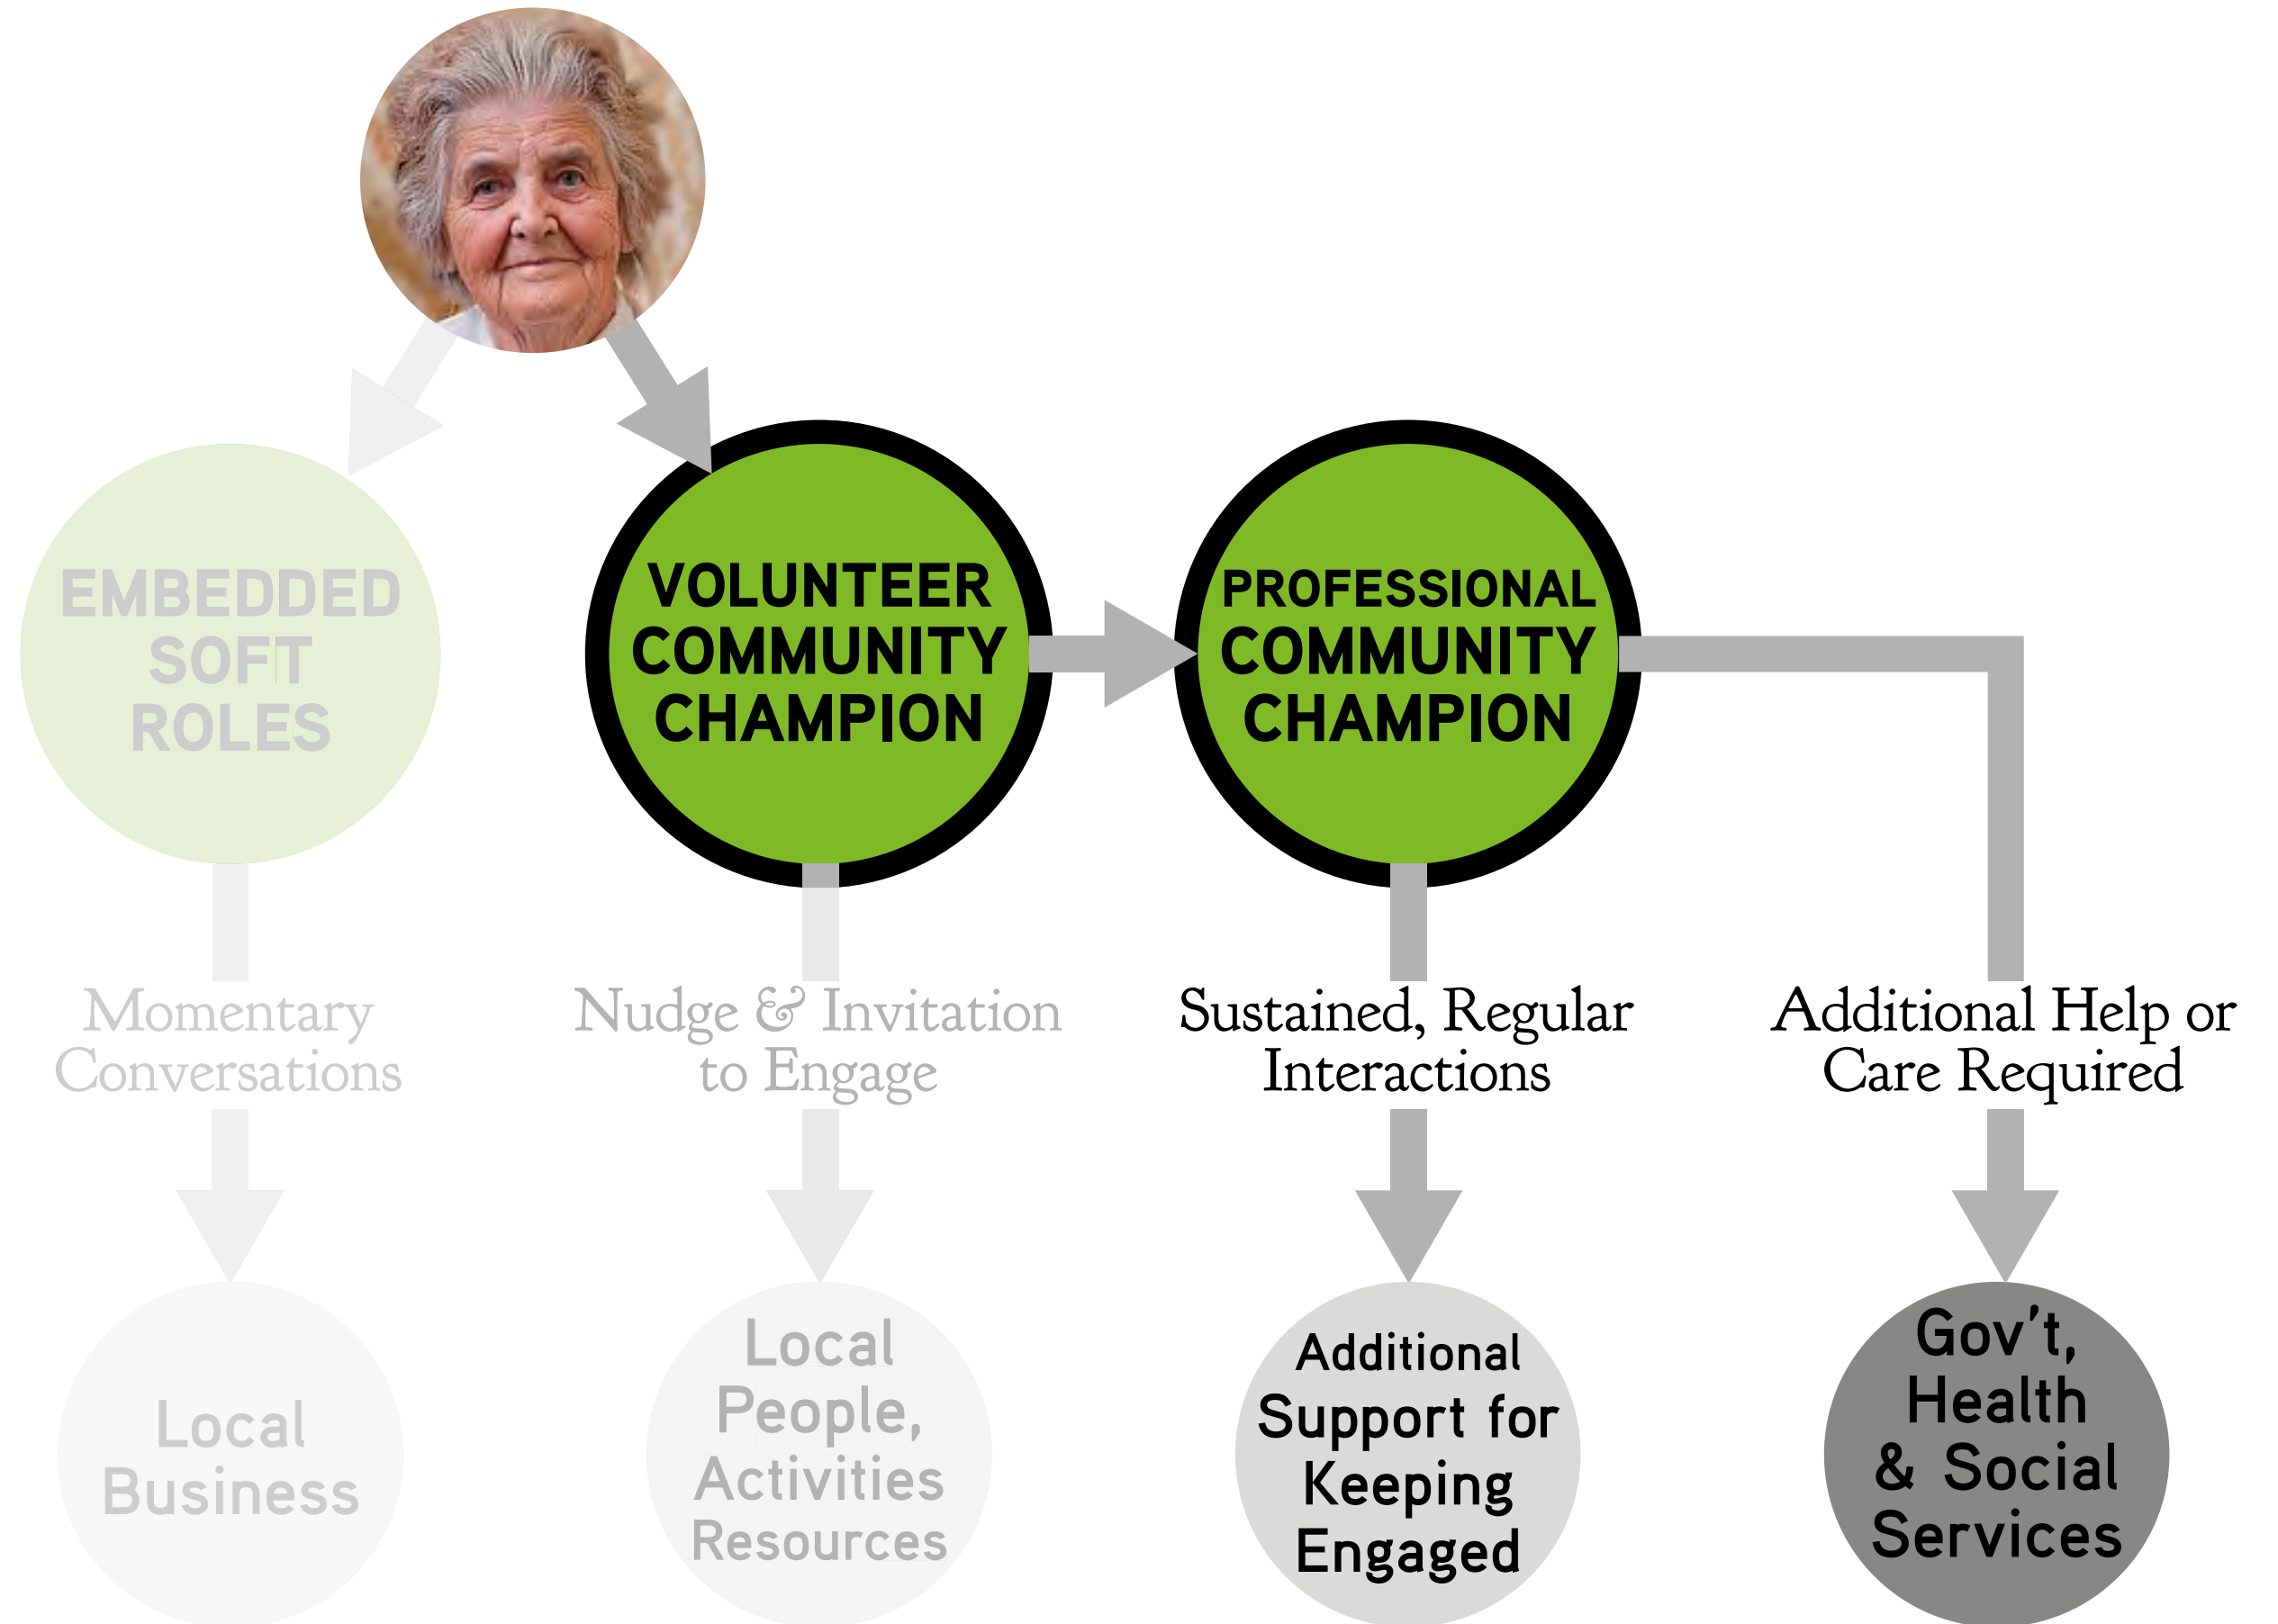 EMBEDDED
SOFT
ROLES
VOLUNTEER
COMMUNITY
CHAMPION
PROFESSIONAL
COMMUNITY
CHAMPION
Momentary
Conversations
Nudge & Invitation
to Engge
Sustained, Regular
Interactions
Additional Help or
Care Required
Local
Business
Local
People,
Activities
Resources
Additional
Support for
Keeping
Engaged
Gov't,
Health
& Social
Services